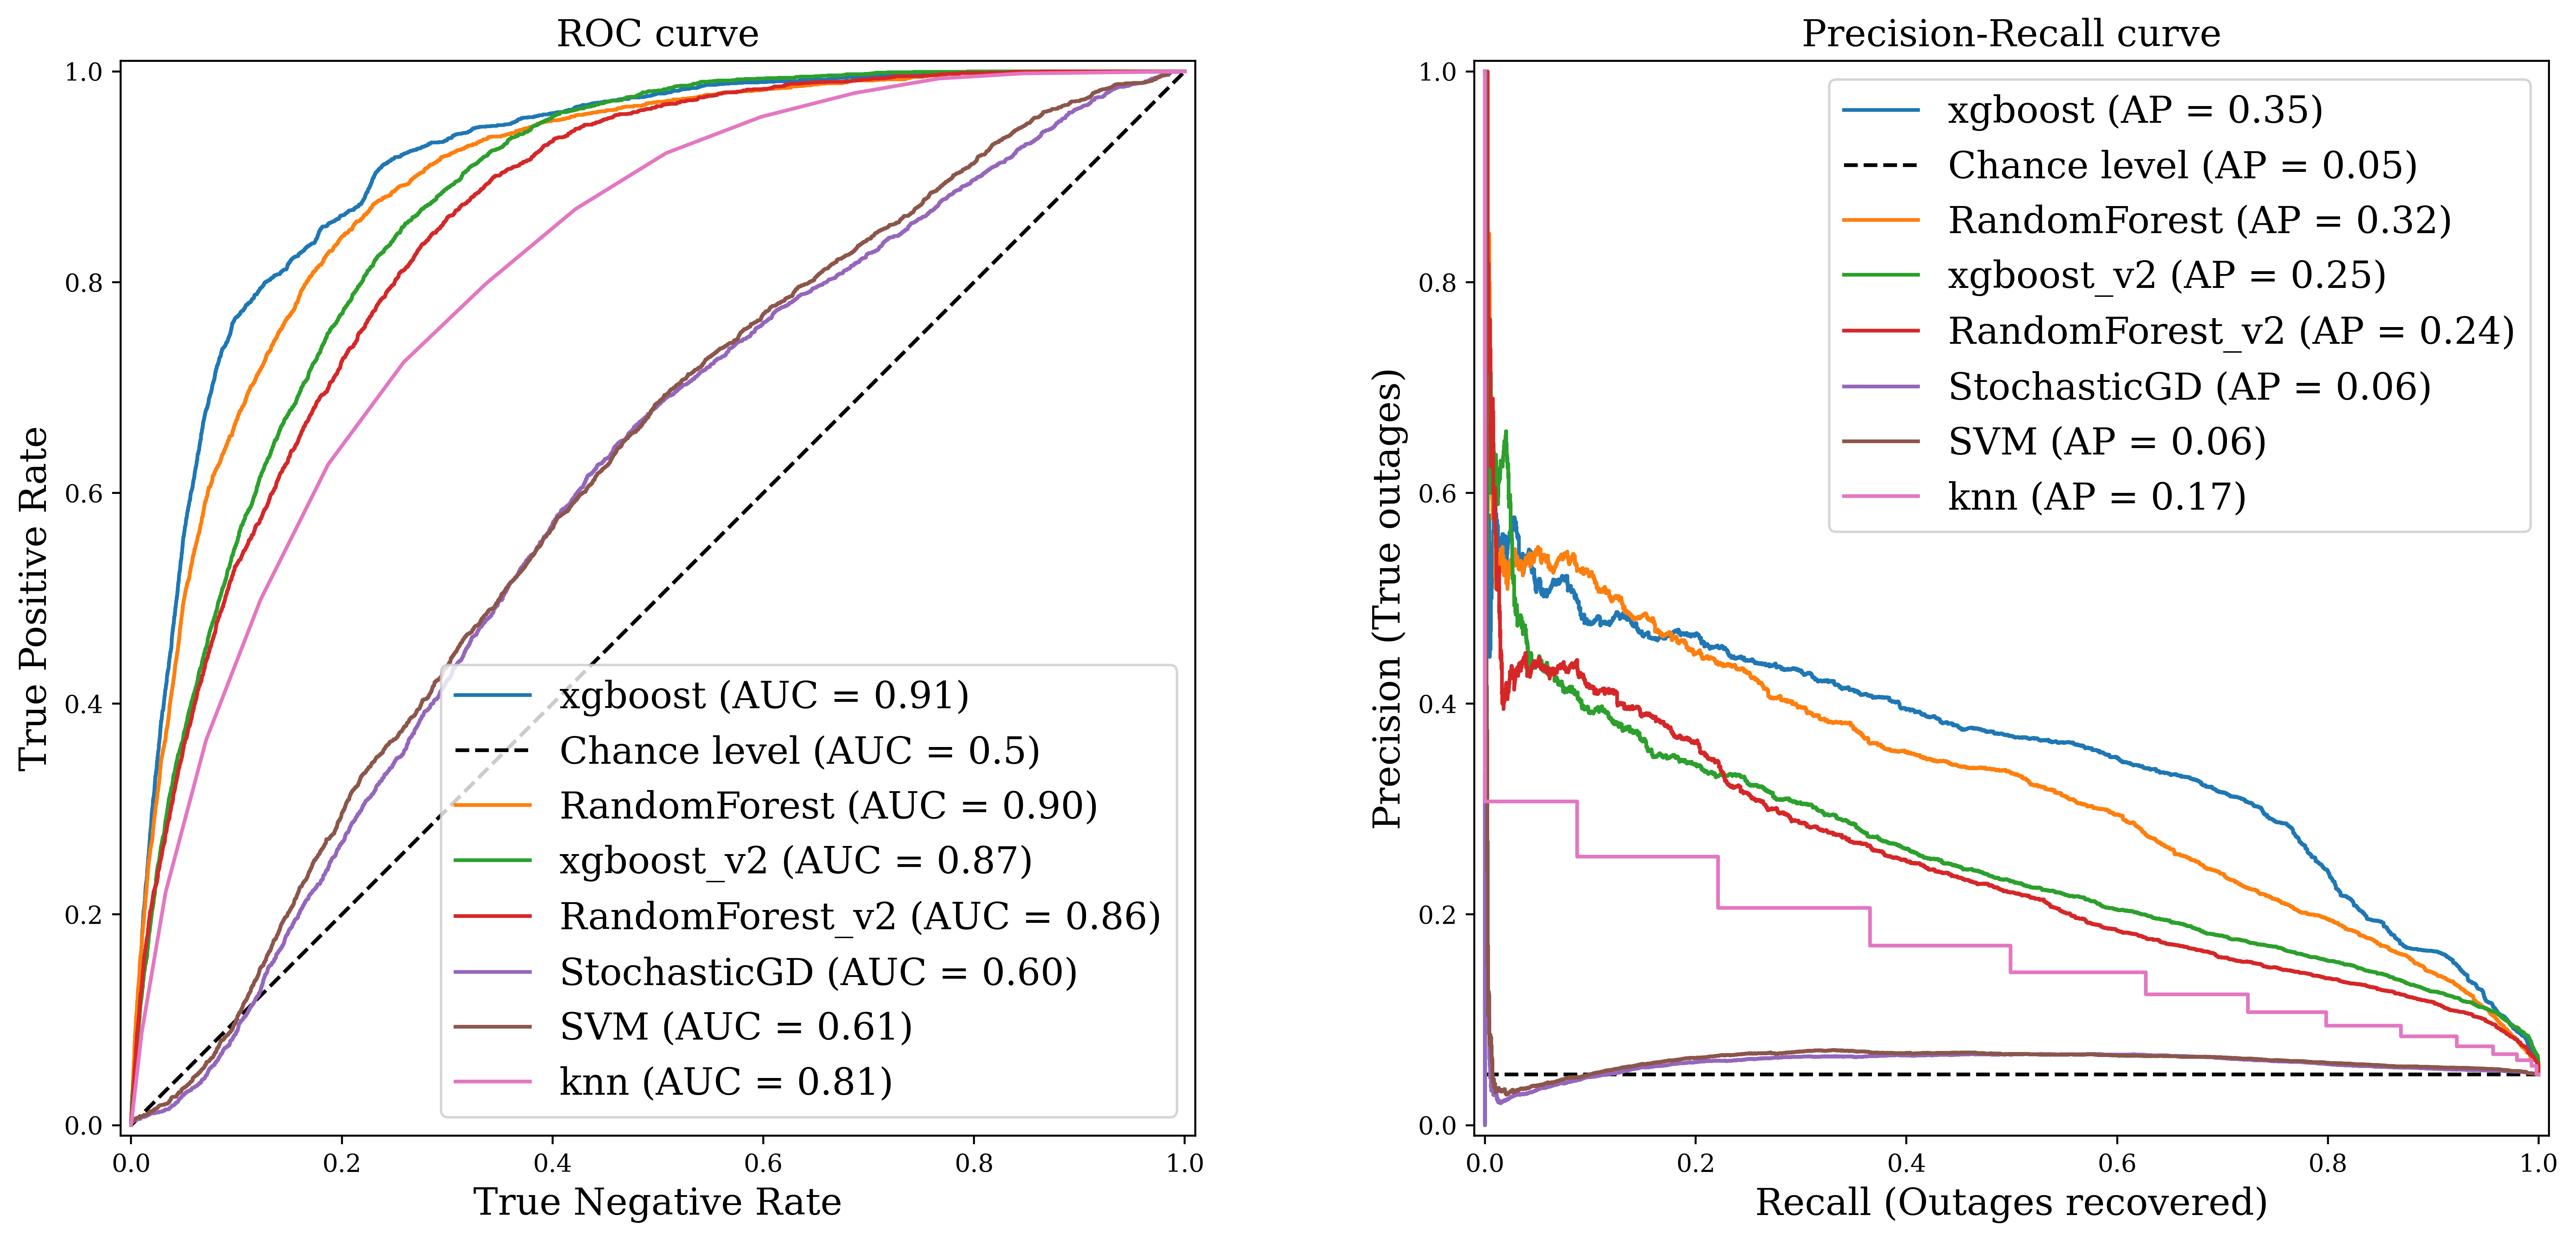 ROC curve
1.0
0.8
0.6
0.4
0.2
0.0
True Positive Rate
xgboost (AUC = 0.91)
Chance level (AUC = 0.5)
RandomForest (AUC = 0.90)
xgboost_v2 (AUC = 0.87)
RandomForest_v2 (AUC = 0.86)
StochasticGD (AUC = 0.60)
SVM (AUC = 0.61)
knn (AUC = 0.81)
0.0 0.2 0.4 0.6 0.8 1.0
True Negative Rate
Precision-Recall curve
1.0
0.8
0.6
0.4
0.2
0.0
Precision (True outages)
xgboost (AP = 0.35)
Chance level (AP = 0.05)
RandomForest (AP = 0.32)
xgboost_v2 (AP = 0.25)
RandomForest_v2 (AP = 0.24)
StochasticGD (AP = 0.06)
SVM (AP = 0.06)
knn (AP = 0.17)
0.0 0.2 0.4 0.6 0.8 1.0
Recall (Outages recovered)